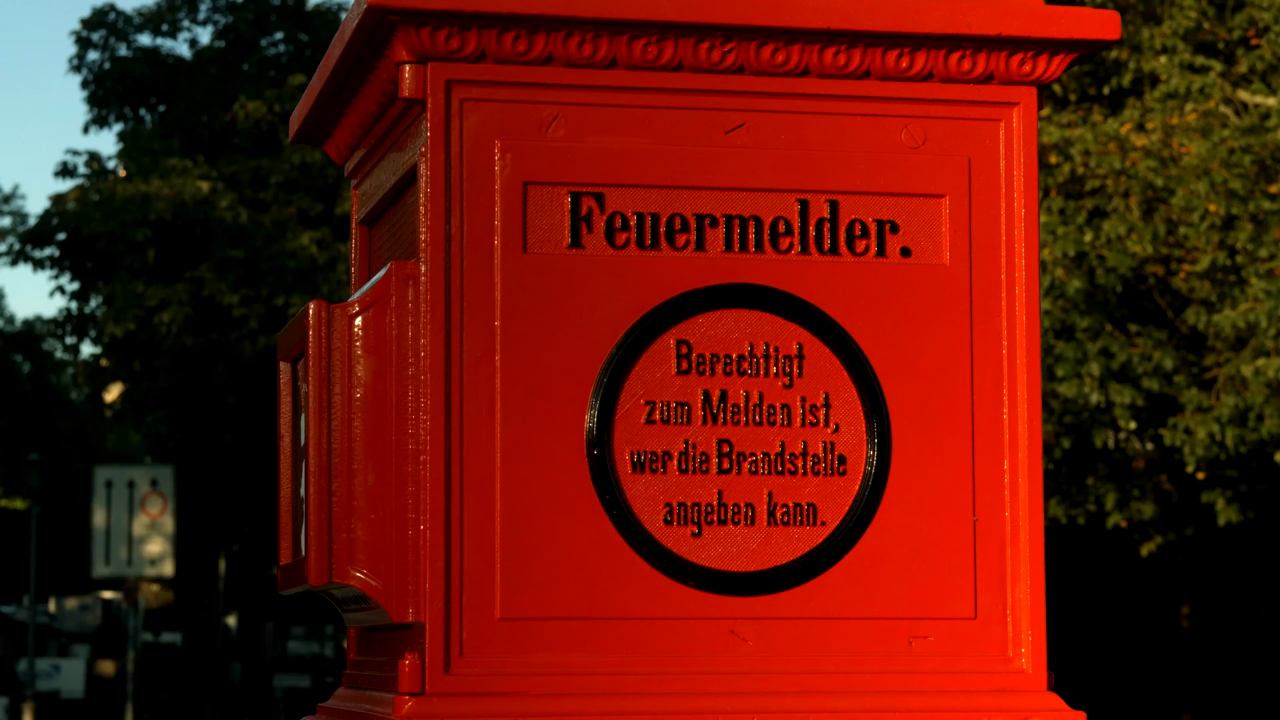 Feuermelder.
Berechtigt
zum Melden ist,
wer die Brandstelle
angeben kann.